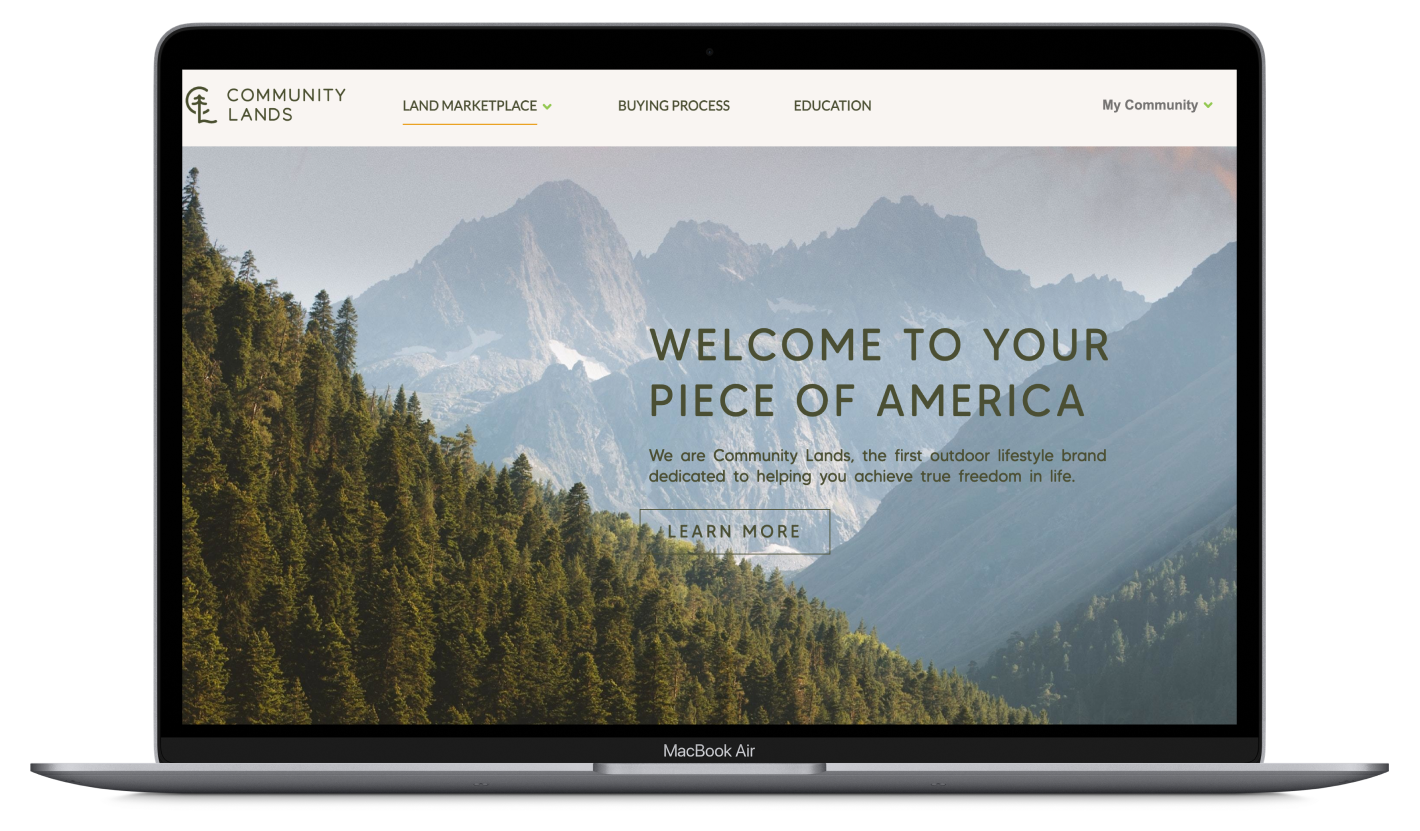 COMMUNITY
LANDS
LAND MARKETPLACE
BUYING PROCESS
EDUCATION
My Community
WELCOME TO YOUR
PIECE OF AMERICA
We are Community Lands, the first outdoor lifestyle brand
dedicated to helping you achieve true freedom in life.
LEARN MORE
MacBook Air